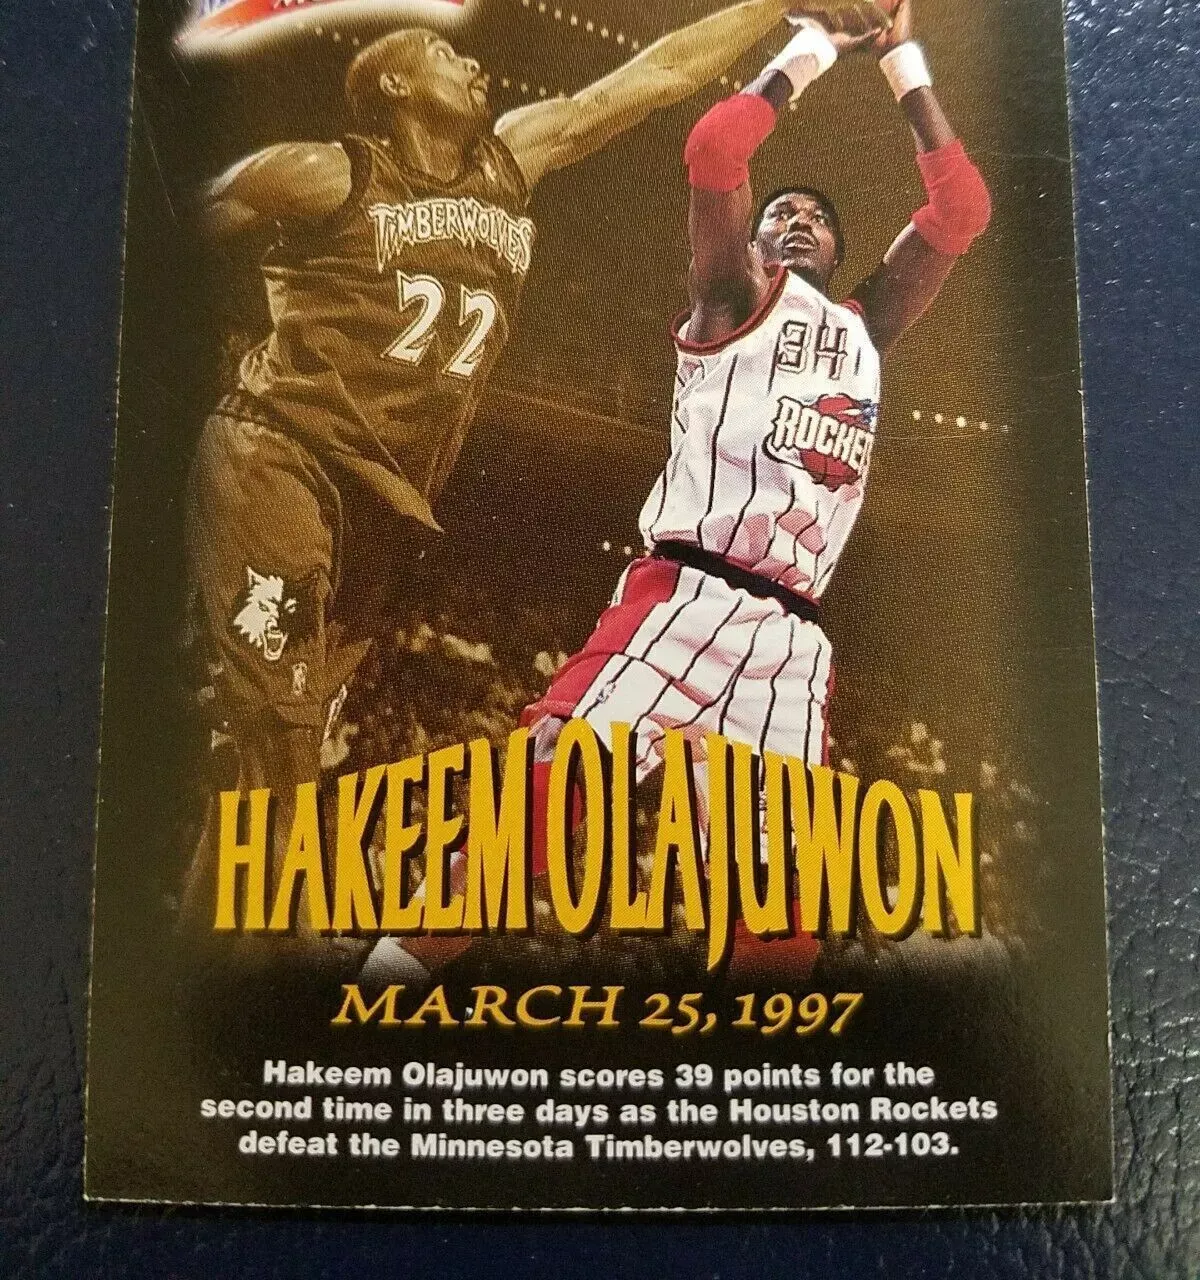 TIMBERWOLVES
22
34
ROCKETS
HAKEEM OLAJUWON
MARCH 25, 1997
Hakeem Olajuwon scores 39 points for the
second time in three days as the Houston Rockets
defeat the Minnesota Timberwolves, 112-103.